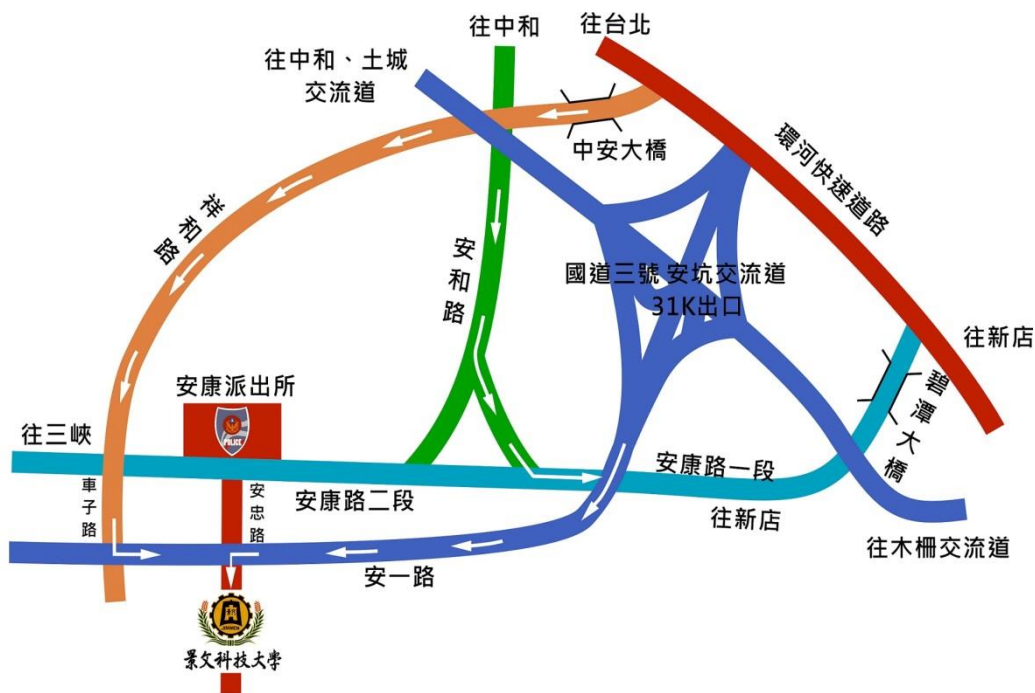 往中和
往台北
往中和、土城
交流道
中安大橋
環河快速道路
祥和路
安和路
國道三號 安坑交流道
31K出口
往新店
碧潭大橋
安康派出所
POLICE
往三峽
車子路
安忠路
安康路二段
安康路一段
往新店
往木柵交流道
安一路
JINWEN
景文科技大學